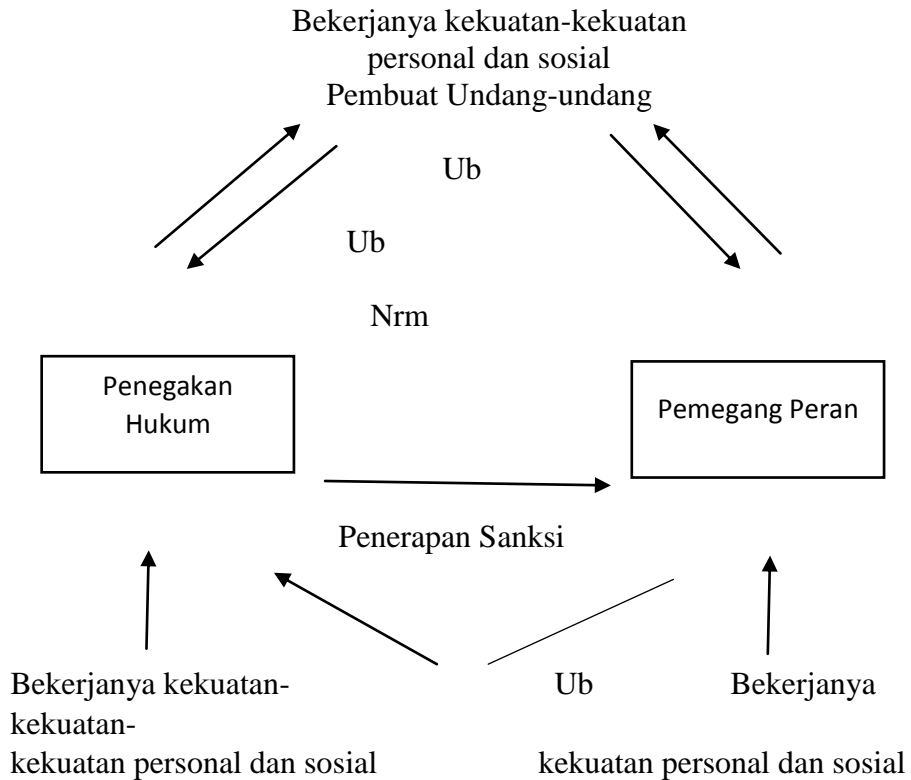 Bekerjanya kekuatan-kekuatan
personal dan sosial
Pembuat Undang-undang
Ub
Ub
Nrm
Penegakan
Hukum
Pemegang Peran
Penerapan Sanksi
Bekerjanya kekuatan-
kekuatan-
kekuatan personal dan sosial
Ub
Bekerjanya
kekuatan personal dan sosial